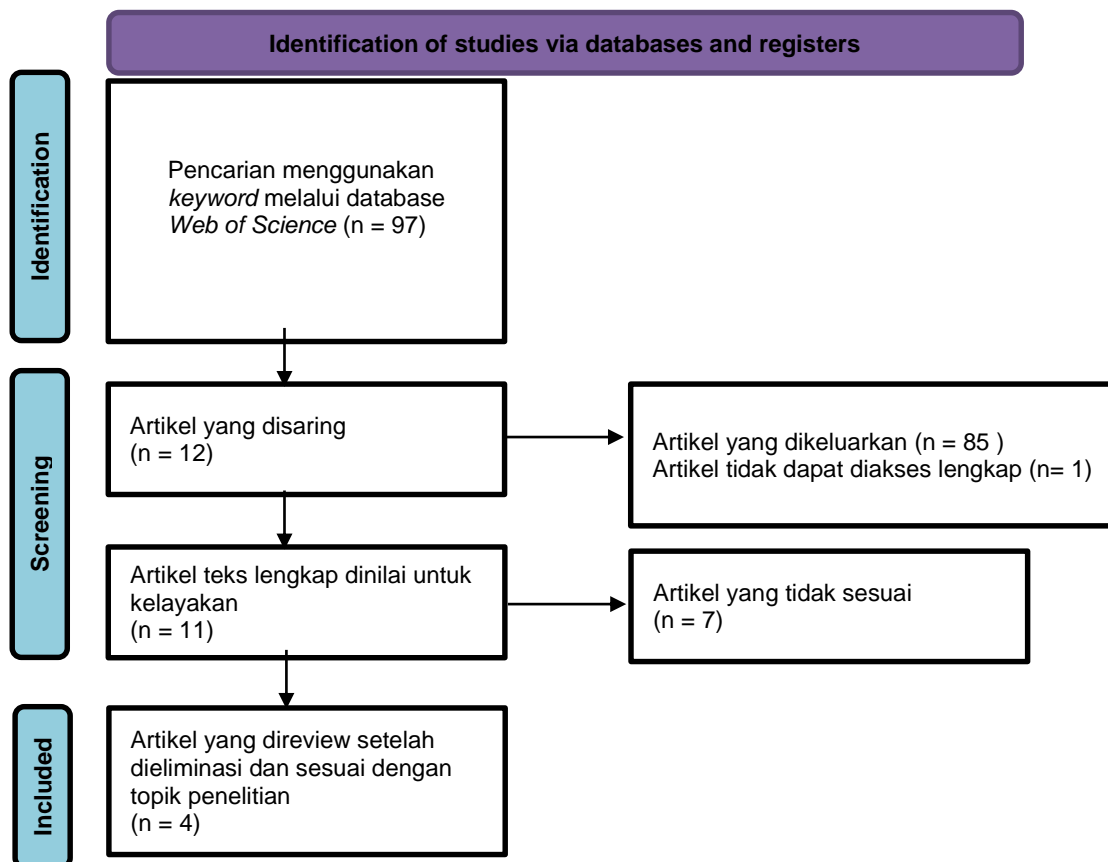 Identification of studies via databases and registers
Identification
Pencarian menggunakan
keyword melalui database
Web of Science (n = 97)
Screening
Artikel yang disaring
(n = 12)
Artikel yang dikeluarkan (n = 85 )
Artikel tidak dapat diakses lengkap (n= 1)
Artikel teks lengkap dinilai untuk
kelayakan
(n = 11)
Artikel yang tidak sesuai
(n = 7)
Included
Artikel yang direview setelah
dieliminasi dan sesuai dengan
topik penelitian
(n = 4)